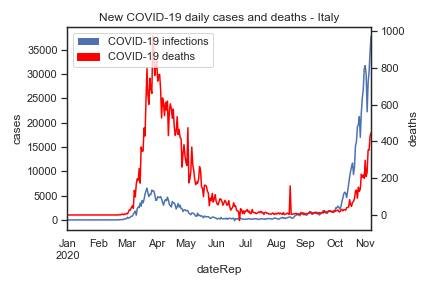 New COVID-19 daily cases and deaths - Italy
COVID-19 infections
COVID-19 deaths
cases
35000
30000
25000
20000
15000
10000
5000
0
deaths
1000
800
600
400
200
0
Jan Feb Mar Apr May Jun Jul Aug Sep Oct Nov
2020
dateRep